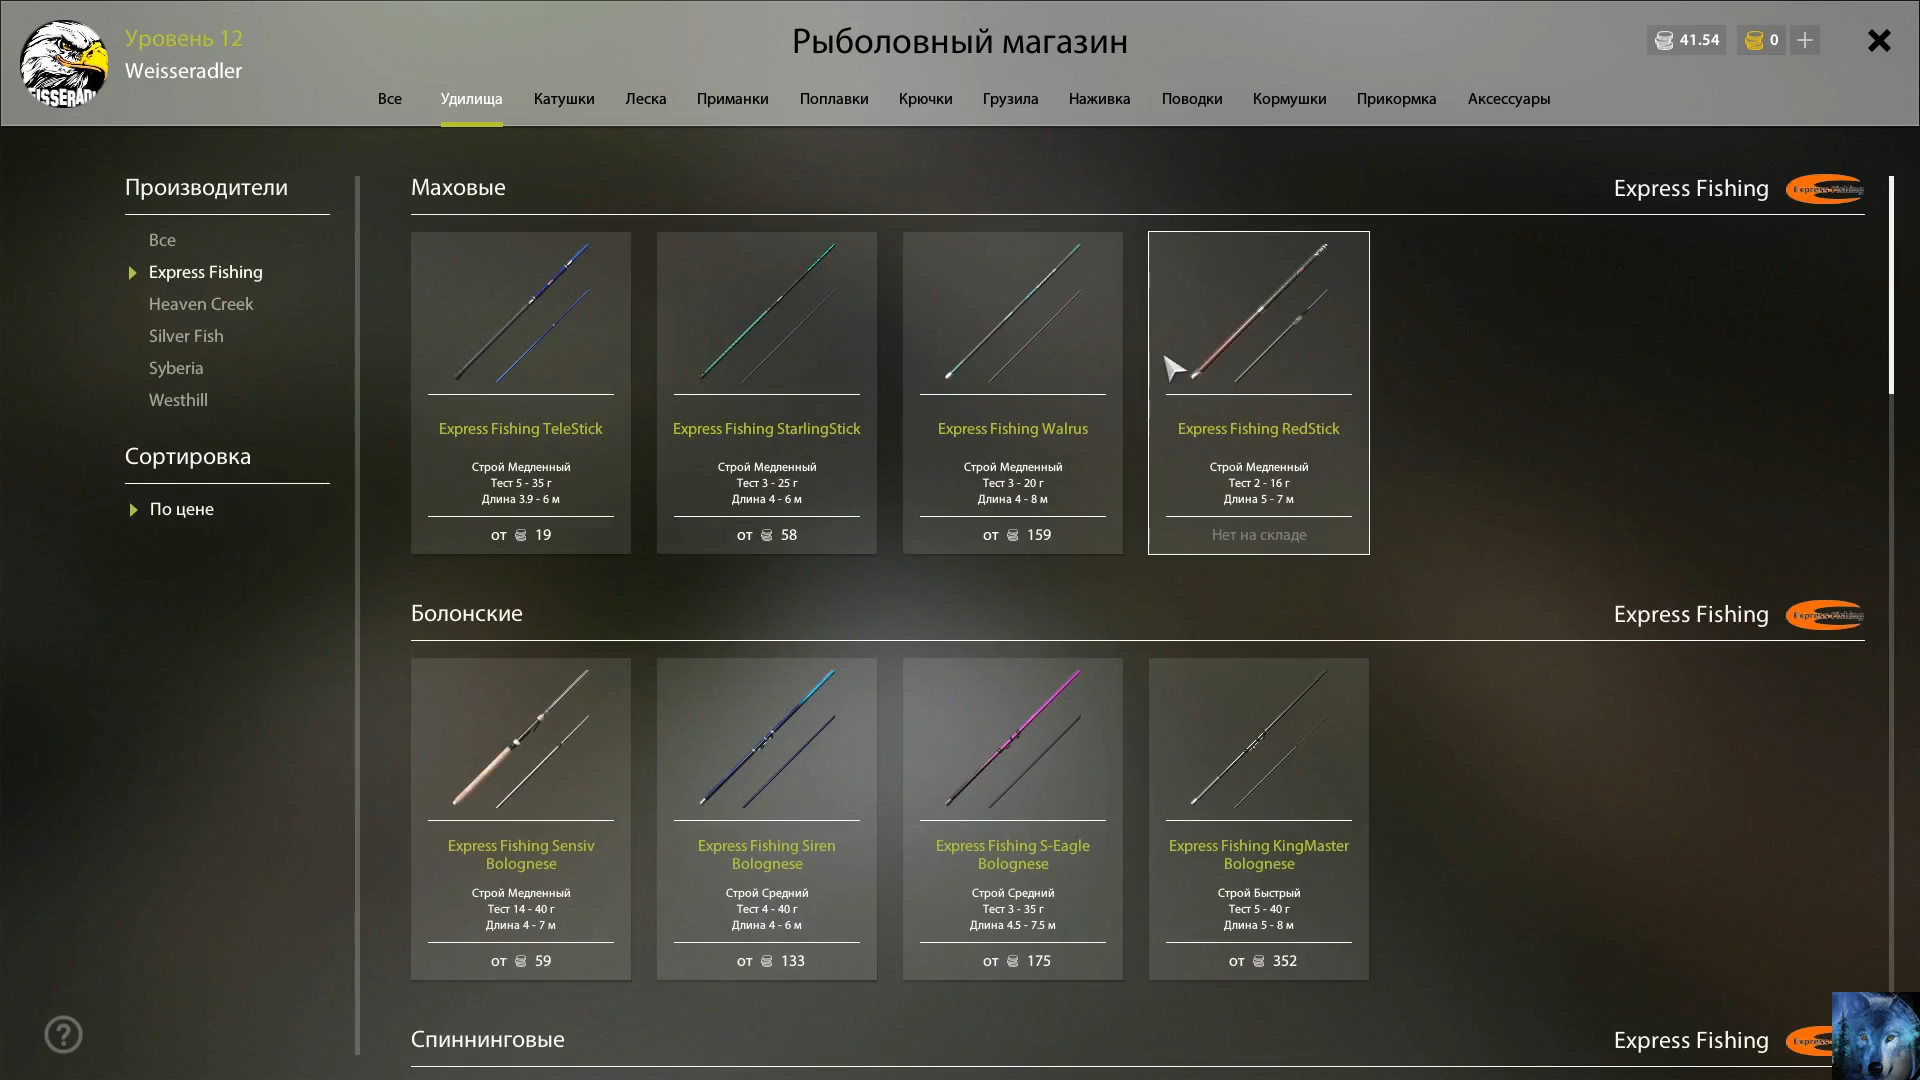 Уровень 12
Weisseradler
Рыболовный магазин
41.54
0
Все
Удилища
Катушки
Леска
Приманки
Поплавки
Крючки
Грузила
Наживка
Поводки
Кормушки
Прикормка
Аксессуары
Производители
Все
Express Fishing
Heaven Creek
Silver Fish
Syberia
Westhill
Сортировка
По цене
Маховые
Express Fishing
Express Fishing
Express Fishing TeleStick
Строй Медленный
Тест 5 - 35 г
Длина 3.9 - 6 м
от 19
Express Fishing StarlingStick
Строй Медленный
Тест 3 - 25 г
Длина 4 - 6 м
от 58
Express Fishing Walrus
Строй Медленный
Тест 3 - 20 г
Длина 4 - 8 м
от 159
Express Fishing RedStick
Строй Медленный
Тест 2 - 16 г
Длина 5 - 7 м
Нет на складе
Болонские
Express Fishing
Express Fishing
Express Fishing Sensiv
Bolognese
Строй Медленный
Тест 14 - 40 г
Длина 4 - 7 м
от 59
Express Fishing Siren
Bolognese
Строй Средний
Тест 4 - 40 г
Длина 4 - 6 м
от 133
Express Fishing S-Eagle
Bolognese
Строй Средний
Тест 3 - 35 г
Длина 4.5 - 7.5 м
от 175
Express Fishing KingMaster
Bolognese
Строй Быстрый
Тест 5 - 40 г
Длина 5 - 8 м
от 352
Спиннинговые
Express Fishing
Express